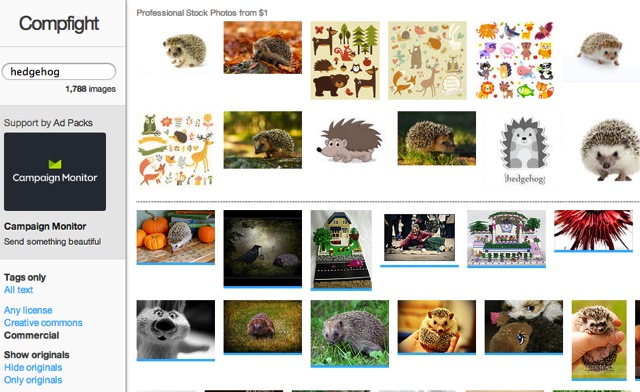 Compfight
hedgehog
1,788 images
Support by Ad Packs
Campaign Monitor
Campaign Monitor
Send something beautiful
Tags only
All text
Any license
Creative commons
Commercial
Show originals
Hide originals
Only originals
Professional Stock Photos from $1
hedgehog